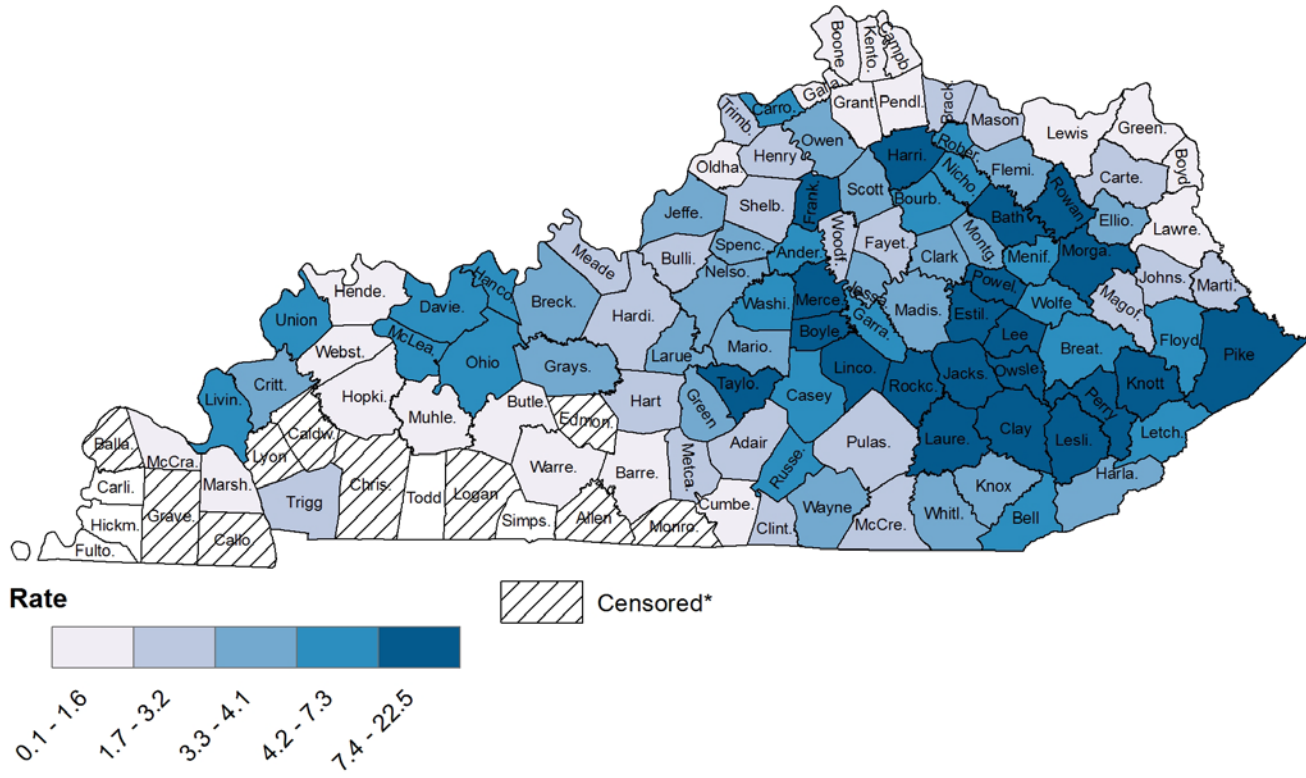 Boone
Kento.
Campb.
Galla.
Grant
Pendl.
Brack.
Mason
Lewis
Green.
Boyd
Trimb.
Carro.
Owen
Rober.
Henry
Oldha.
Harri.
Flemi.
Carte.
Nicho.
Scott
Shelb.
Frank.
Bourb.
Rowan
Bath
Ellio.
Jeffe.
Lawre.
Woodf.
Fayet.
Montg.
Spenc.
Ander.
Clark
Menif.
Morga.
Meade
Bulli.
Nelso.
Johns.
Marti.
Hende.
Hanco.
Davie.
Breck.
Washi.
Merce.
Jessa.
Powel.
Magof.
Union
Hardi.
Garra.
Madis.
Estil.
Wolfe
McLea.
Boyle
Lee
Floyd
Webst.
Ohio
Grays.
Larue
Mario.
Breat.
Pike
Critt.
Linco.
Rockc.
Jacks.
Owsle.
Knott
Taylo.
Livin.
Hopki.
Muhle.
Butle.
Hart
Green
Casey
Perry
Edmon.
Balla.
Caldw.
Adair
Pulas.
Laure.
Clay
Lesli.
Letch.
McCra.
Lyon
Warre.
Barre.
Metca.
Russe.
Harla.
Carli.
Marsh.
Trigg
Chris.
Todd
Logan
Knox
Hickm.
Grave.
Simps.
Allen
Monro.
Cumbe.
Clint.
Wayne
McCre.
Whitl.
Bell
Fulto.
Callo.
Rate
Censored*
0.1 - 1.6
1.7 - 3.2
3.3 - 4.1
4.2 - 7.3
7.4 - 22.5